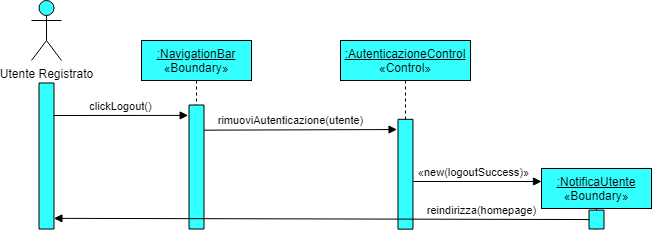 :NavigationBar
«Boundary»
:AutenticazioneControl
«Control»
Utente Registrato
clickLogout()
rimuoviAutenticazione(utente)
«new(logoutSuccess)»
:NotificaUtente
«Boundary»
reindirizza(homepage)